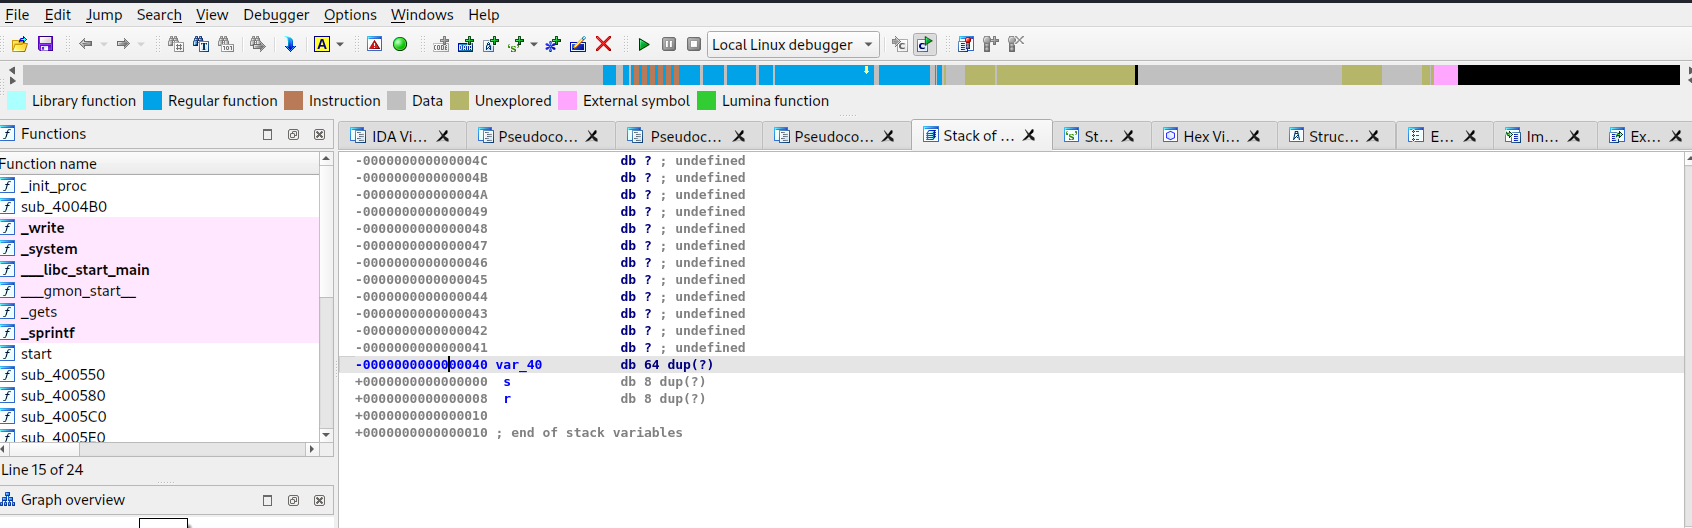 File Edit Jump Search View Debugger Options Windows Help
A Local Linux debugger
Library function Regular function Instruction Data Unexplored External symbol Lumina function
Functions
IDA Vi... Pseudoco... Pseudoc... Pseudoco... Stack of ... St... Hex Vi... Struc... E... Im... Ex...
Function name
_init_proc
sub_4004B0
_write
_system
___libc_start_main
___gmon_start__
_gets
_sprintf
start
sub_400550
sub_400580
sub_4005C0
sub_4005E0
Line 15 of 24
Graph overview
-000000000000004C db ? ; undefined
-000000000000004B db ? ; undefined
-000000000000004A db ? ; undefined
-0000000000000049 db ? ; undefined
-0000000000000048 db ? ; undefined
-0000000000000047 db ? ; undefined
-0000000000000046 db ? ; undefined
-0000000000000045 db ? ; undefined
-0000000000000044 db ? ; undefined
-0000000000000043 db ? ; undefined
-0000000000000042 db ? ; undefined
-0000000000000041 db ? ; undefined
-0000000000000040 var_40 db 64 dup(?)
+0000000000000000 s db 8 dup(?)
+0000000000000008 r db 8 dup(?)
+0000000000000010
+0000000000000010 ; end of stack variables